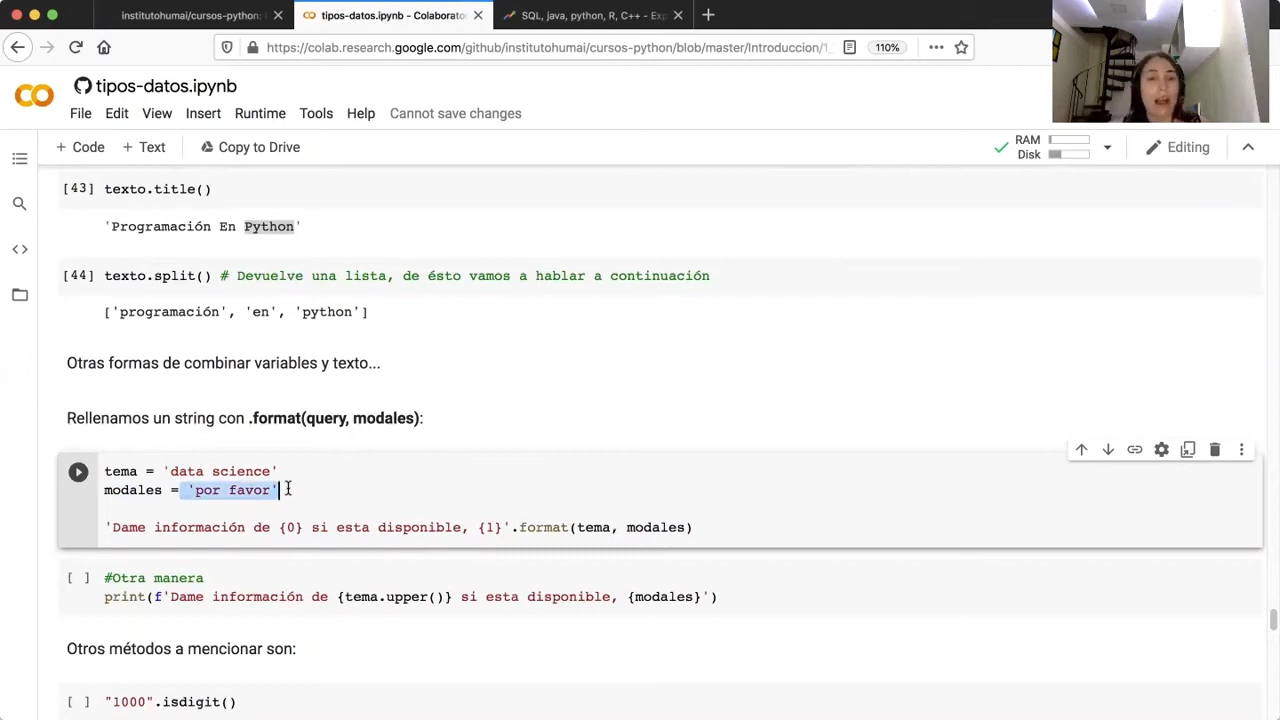 institutohumai/cursos-python:
tipos-datos.ipynb - Colaborato
SQL, java, python, R, C++ - Exp
https://colab.research.google.com/github/institutohumai/cursos-python/blob/master/Introduccion/1_
110%
tipos-datos.ipynb
File Edit View Insert Runtime Tools Help Cannot save changes
+ Code + Text Copy to Drive
RAM
Disk
Editing
[43] texto.title()
'Programación En Python'
[44] texto.split() # Devuelve una lista, de ésto vamos a hablar a continuación
['programación', 'en', 'python']
Otras formas de combinar variables y texto...
Rellenamos un string con .format(query, modales):
tema = 'data science'
modales = 'por favor'
'Dame información de {0} si esta disponible, {1}'.format(tema, modales)
[ ] #Otra manera
print(f'Dame información de {tema.upper()} si esta disponible, {modales}')
Otros métodos a mencionar son:
[ ] "1000".isdigit()